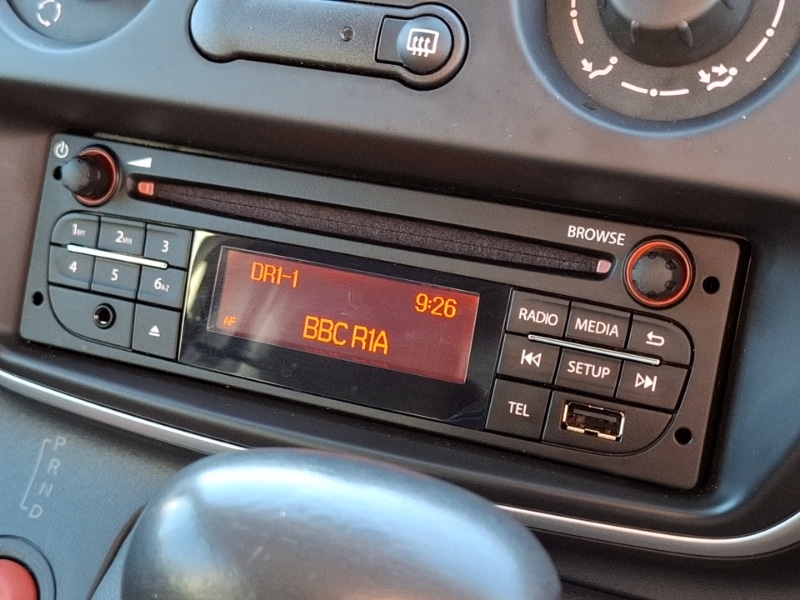 BROWSE
1RPT
2MIX
3
4
5
6AZ
DR1-1
9:26
AF
BBC R1A
RADIO
MEDIA
SETUP
TEL
P
R
N
D